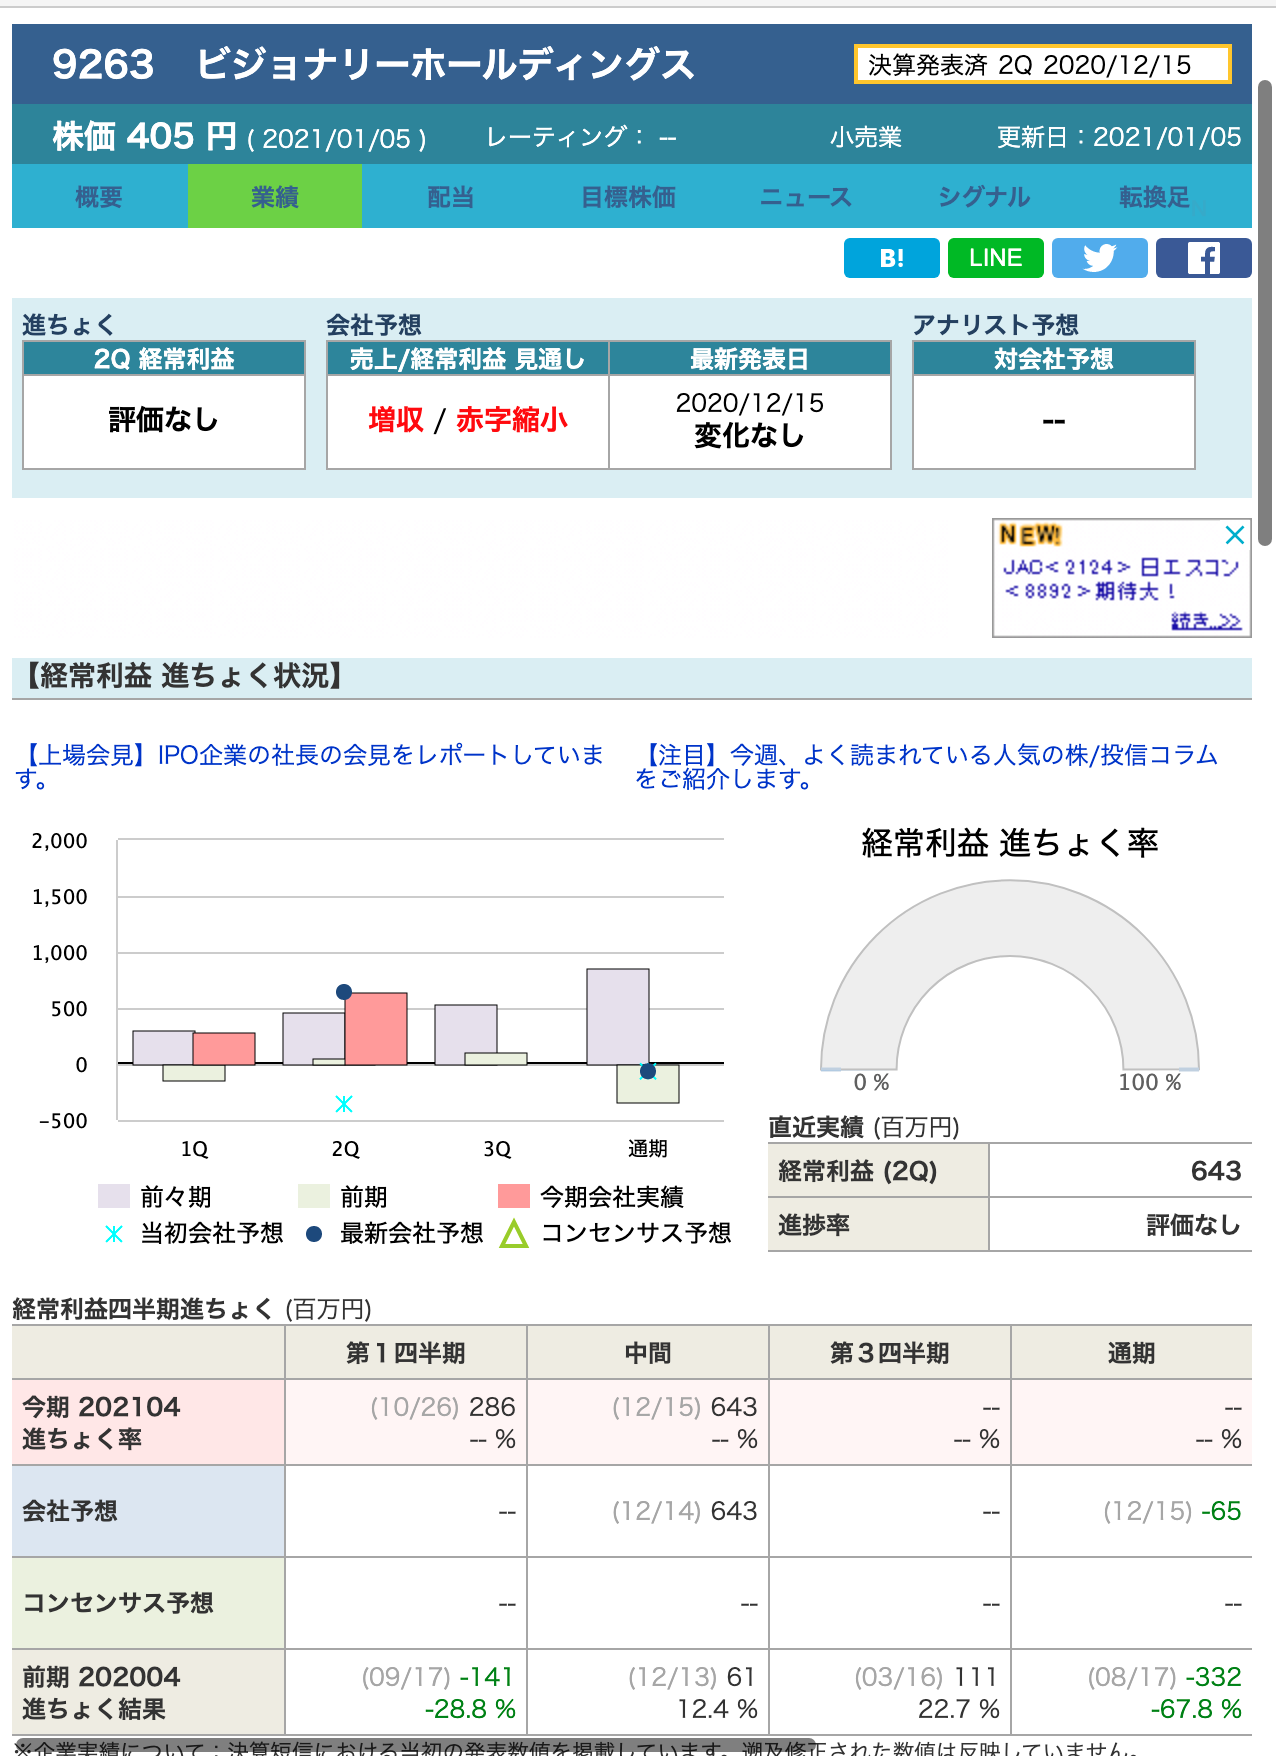 9263　ビジョナリーホールディングス
決算発表済 2Q 2020/12/15
株価 405 円 ( 2021/01/05 )　レーティング： --　小売業　更新日：2021/01/05
概要　業績　配当　目標株価　ニュース　シグナル　転換足
B!　LINE
進ちょく　会社予想　アナリスト予想
2Q 経常利益　売上/経常利益 見通し　最新発表日　対会社予想
評価なし　増収 / 赤字縮小　2020/12/15　--
変化なし
NEW!
JAC<2124> 日エスコン
<8892>期待大！
続き..>>
【経常利益 進ちょく状況】
【上場会見】IPO企業の社長の会見をレポートしていま
す。
【注目】今週、よく読まれている人気の株/投信コラム
をご紹介します。
2,000
1,500
1,000
500
0
-500
1Q　2Q　3Q　通期
前々期　前期　今期会社実績
当初会社予想　最新会社予想　コンセンサス予想
経常利益 進ちょく率
0 %　100 %
直近実績 (百万円)
経常利益 (2Q)　643
進捗率　評価なし
経常利益四半期進ちょく (百万円)
第１四半期　中間　第３四半期　通期
今期 202104　(10/26) 286　(12/15) 643　--　--
進ちょく率　-- %　-- %　-- %　-- %
会社予想　--　(12/14) 643　--　(12/15) -65
コンセンサス予想　--　--　--　--
前期 202004　(09/17) -141　(12/13) 61　(03/16) 111　(08/17) -332
進ちょく結果　-28.8 %　12.4 %　22.7 %　-67.8 %
※企業実績について：決算短信における当初の発表数値を掲載しています。遡及修正された数値は反映していません。